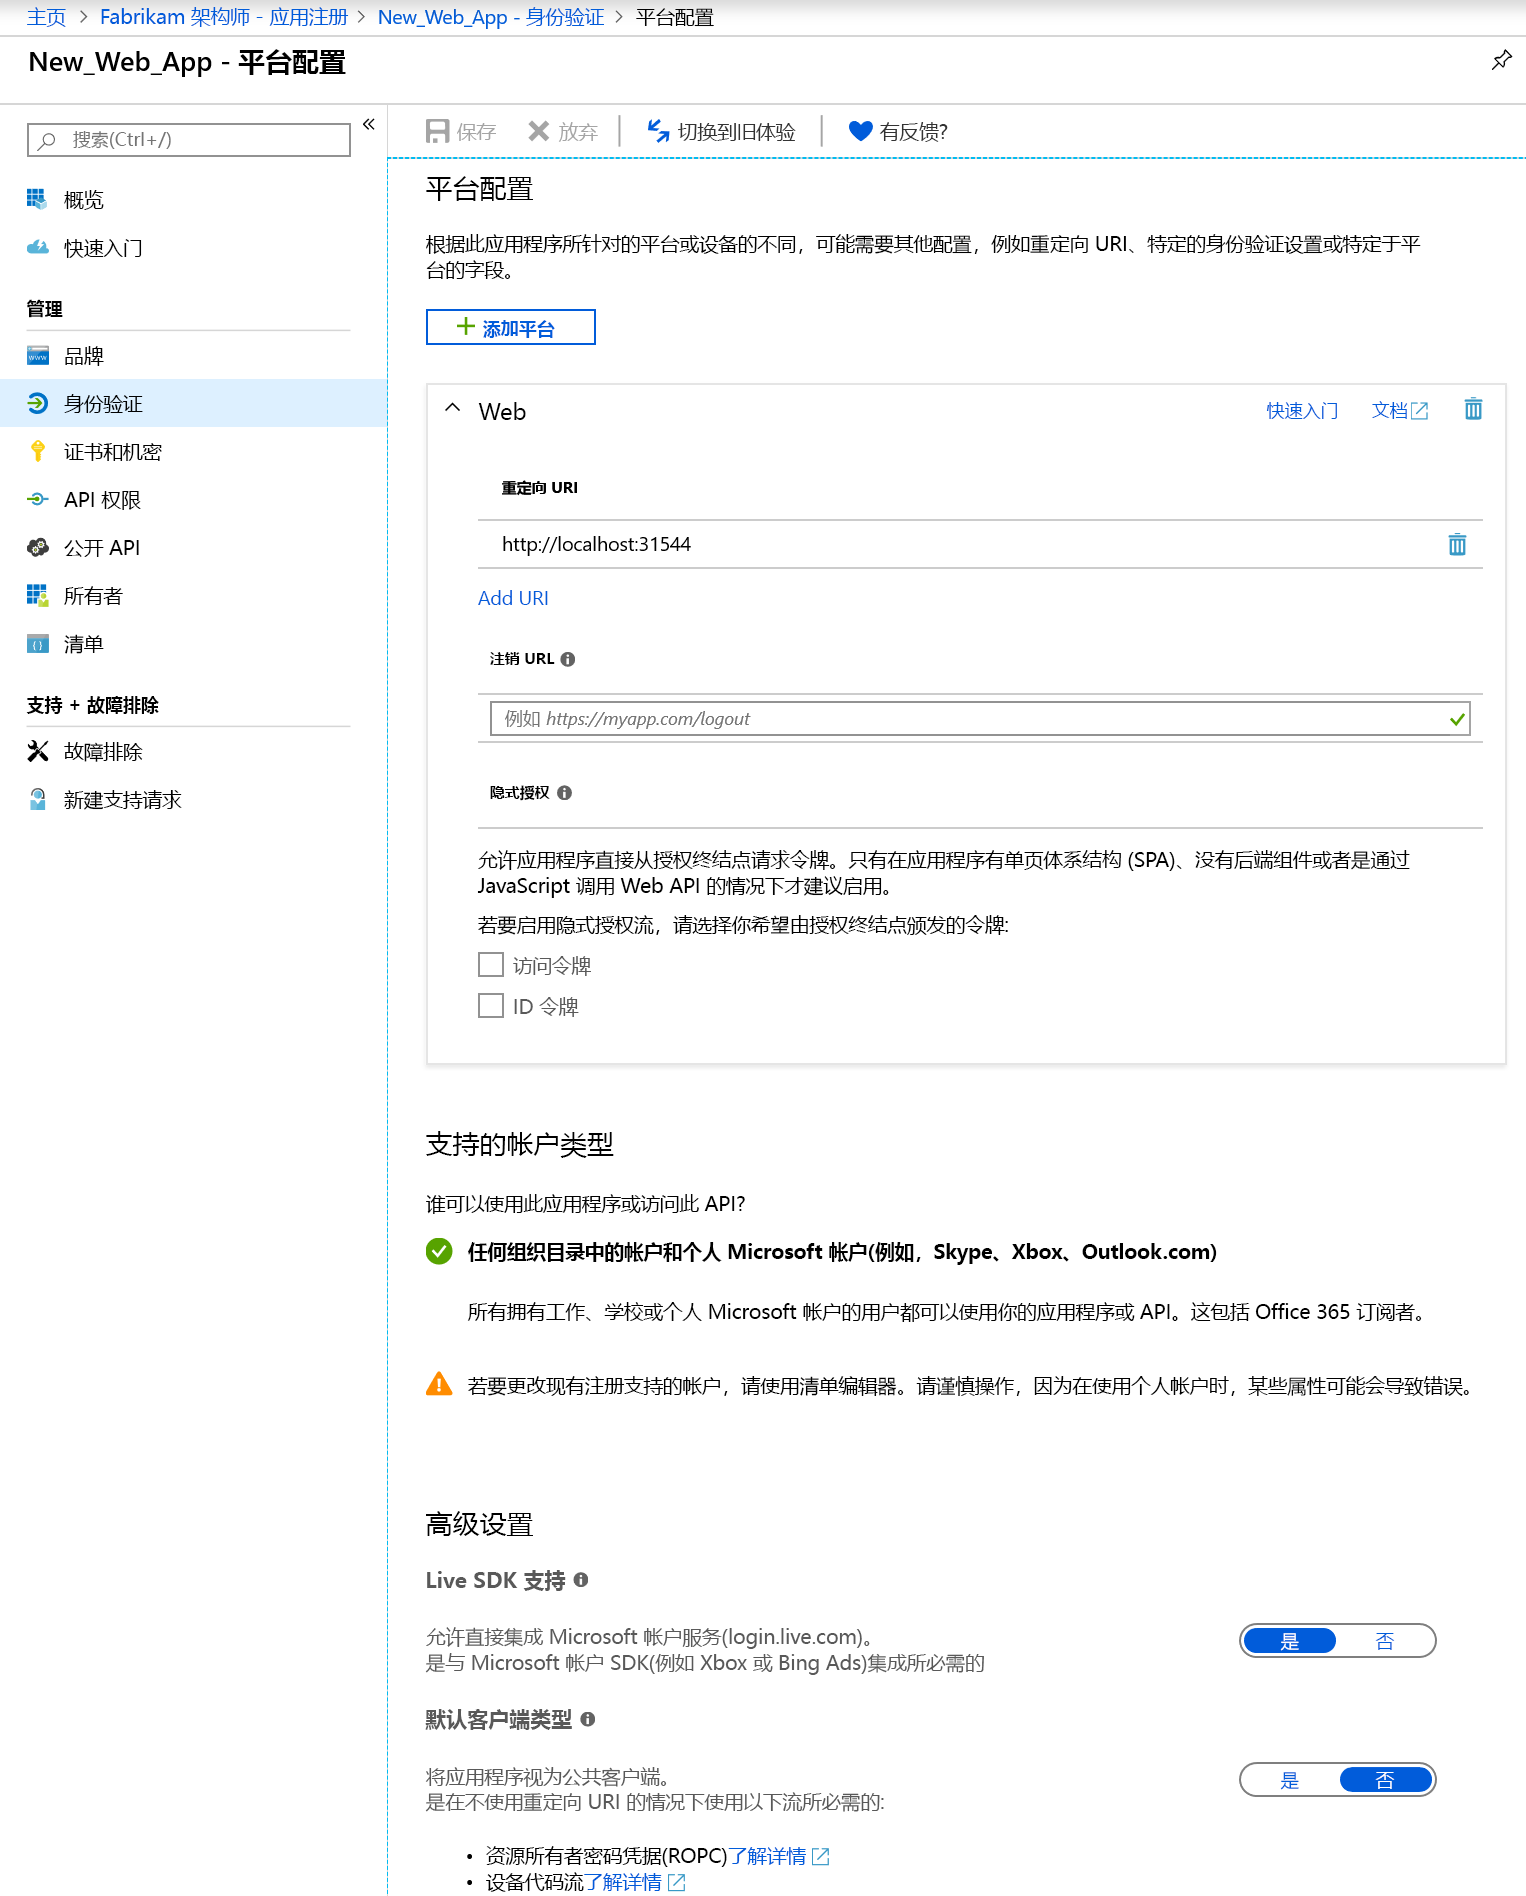 主页 > Fabrikam 架构师 - 应用注册 > New_Web_App - 身份验证 > 平台配置
New_Web_App - 平台配置
搜索(Ctrl+/)
«
概览
快速入门
管理
品牌
身份验证
证书和机密
API 权限
公开 API
所有者
清单
支持 + 故障排除
故障排除
新建支持请求
保存 放弃 切换到旧体验 有反馈?
平台配置
根据此应用程序所针对的平台或设备的不同，可能需要其他配置，例如重定向 URI、特定的身份验证设置或特定于平
台的字段。
+ 添加平台
Web 快速入门 文档
重定向 URI
http://localhost:31544
Add URI
注销 URL
例如 https://myapp.com/logout
隐式授权
允许应用程序直接从授权终结点请求令牌。只有在应用程序有单页体系结构 (SPA)、没有后端组件或者是通过
JavaScript 调用 Web API 的情况下才建议启用。
若要启用隐式授权流，请选择你希望由授权终结点颁发的令牌:
访问令牌
ID 令牌
支持的帐户类型
谁可以使用此应用程序或访问此 API?
任何组织目录中的帐户和个人 Microsoft 帐户(例如，Skype、Xbox、Outlook.com)
所有拥有工作、学校或个人 Microsoft 帐户的用户都可以使用你的应用程序或 API。这包括 Office 365 订阅者。
若要更改现有注册支持的帐户，请使用清单编辑器。请谨慎操作，因为在使用个人帐户时，某些属性可能会导致错误。
高级设置
Live SDK 支持
允许直接集成 Microsoft 帐户服务(login.live.com)。
是与 Microsoft 帐户 SDK(例如 Xbox 或 Bing Ads)集成所必需的
是 否
默认客户端类型
将应用程序视为公共客户端。
是在不使用重定向 URI 的情况下使用以下流所必需的:
是 否
• 资源所有者密码凭据(ROPC)了解详情
• 设备代码流了解详情